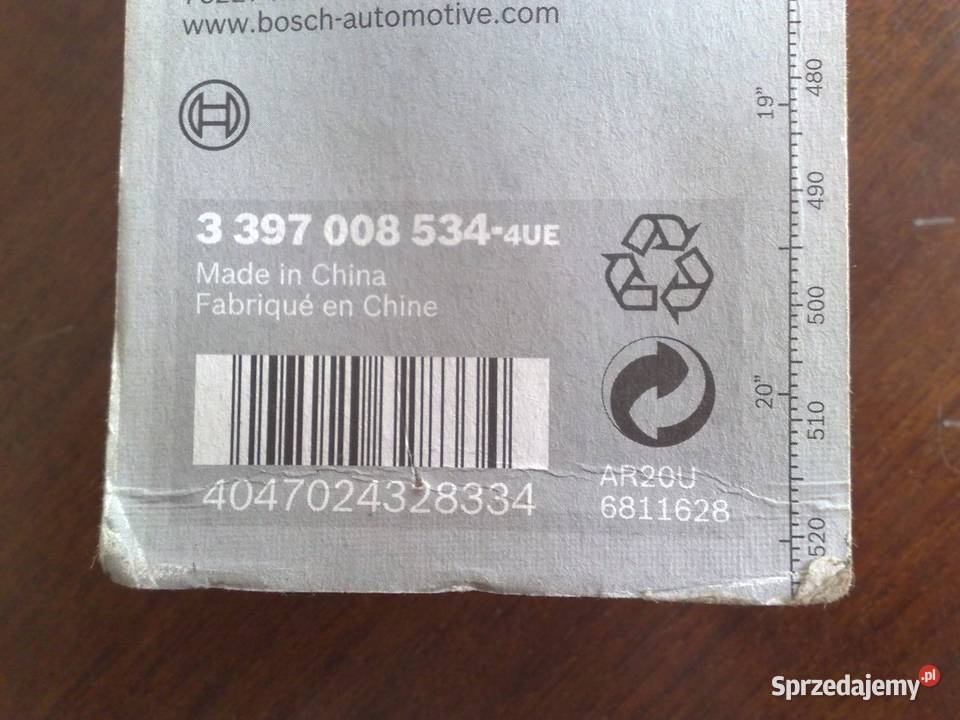 www.bosch-automotive.com
3 397 008 534-4UE
Made in China
Fabriqué en Chine
4047024328334
AR20U
6811628
480
19"
490
500
20"
510
520
Sprzedajemy.pl